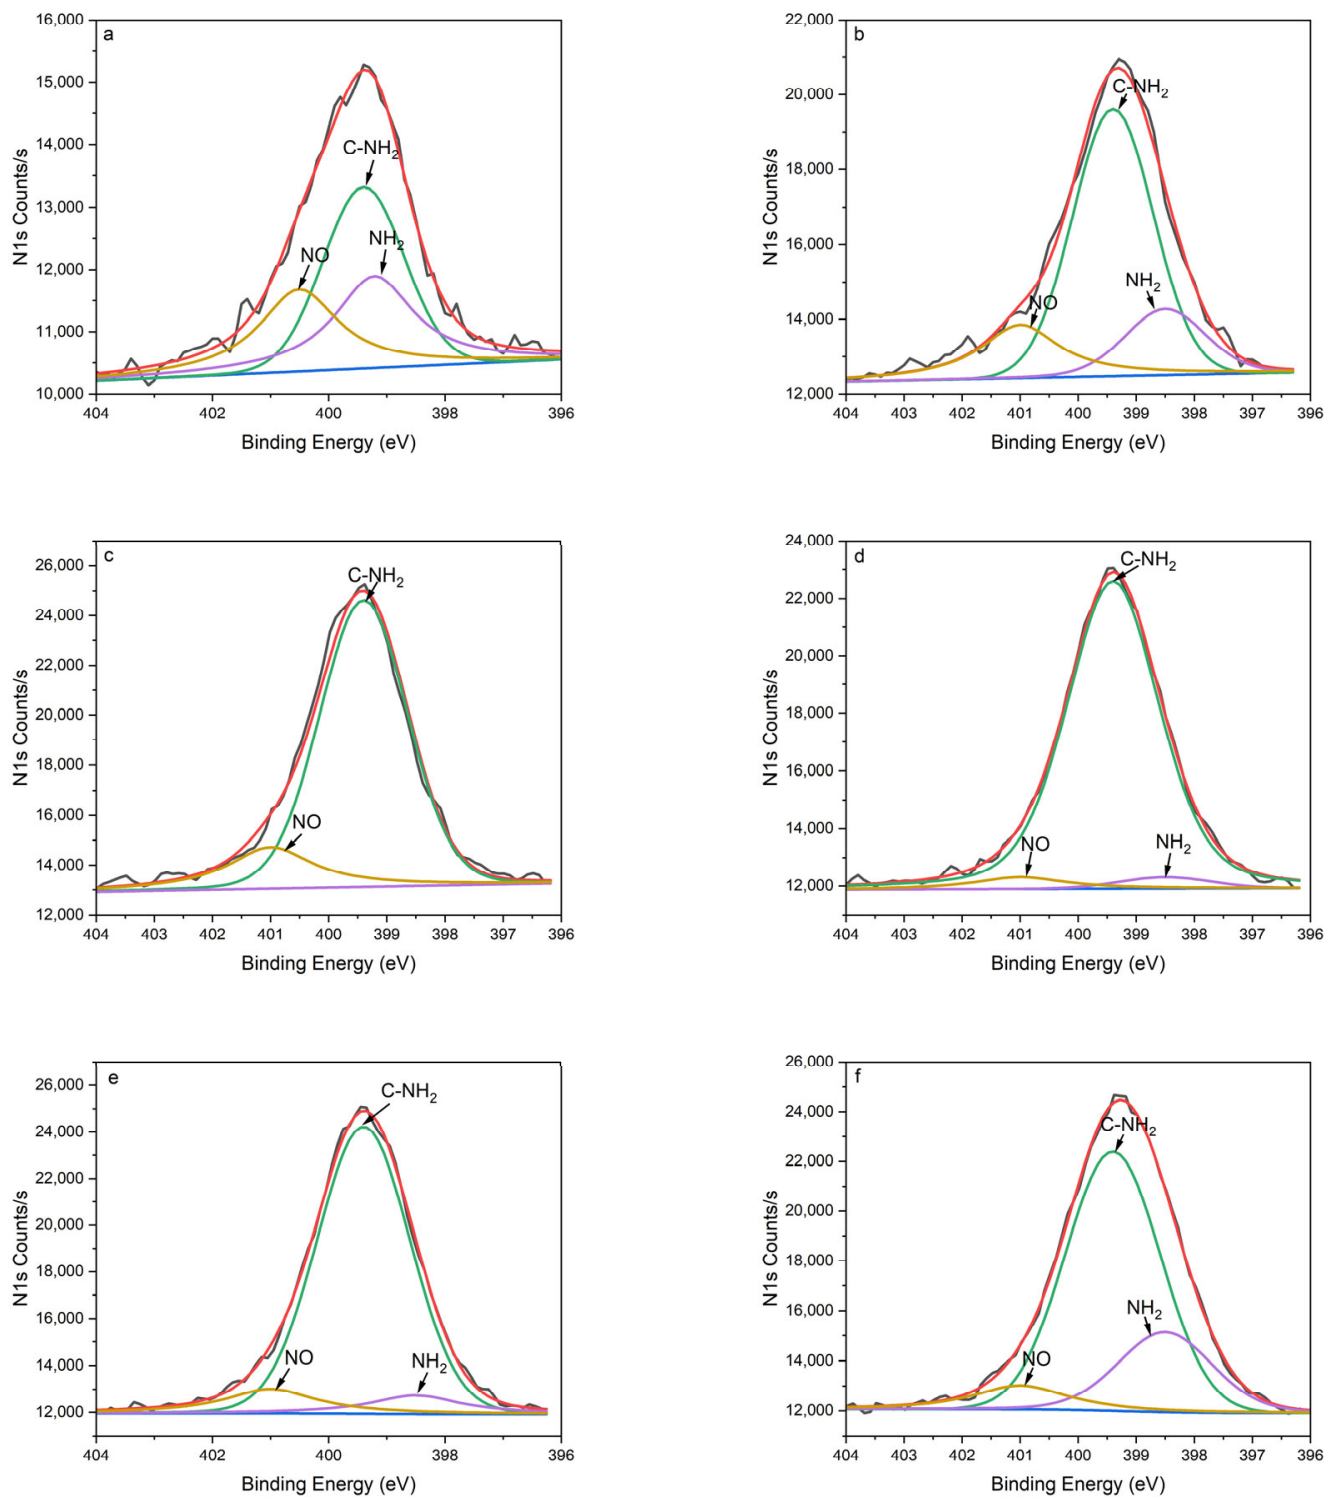 a
16,000
15,000
14,000
13,000
12,000
11,000
10,000
N1s Counts/s
C-NH2
NO
NH2
404 402 400 398 396
Binding Energy (eV)
b
22,000
20,000
18,000
16,000
14,000
12,000
N1s Counts/s
C-NH2
NH2
NO
404 403 402 401 400 399 398 397 396
Binding Energy (eV)
c
26,000
24,000
22,000
20,000
18,000
16,000
14,000
12,000
N1s Counts/s
C-NH2
NO
404 403 402 401 400 399 398 397 396
Binding Energy (eV)
d
24,000
22,000
20,000
18,000
16,000
14,000
12,000
N1s Counts/s
C-NH2
NO
NH2
404 403 402 401 400 399 398 397 396
Binding Energy (eV)
e
26,000
24,000
22,000
20,000
18,000
16,000
14,000
12,000
N1s Counts/s
C-NH2
NO
NH2
404 402 400 398 396
Binding Energy (eV)
f
26,000
24,000
22,000
20,000
18,000
16,000
14,000
12,000
N1s Counts/s
C-NH2
NH2
NO
404 403 402 401 400 399 398 397 396
Binding Energy (eV)